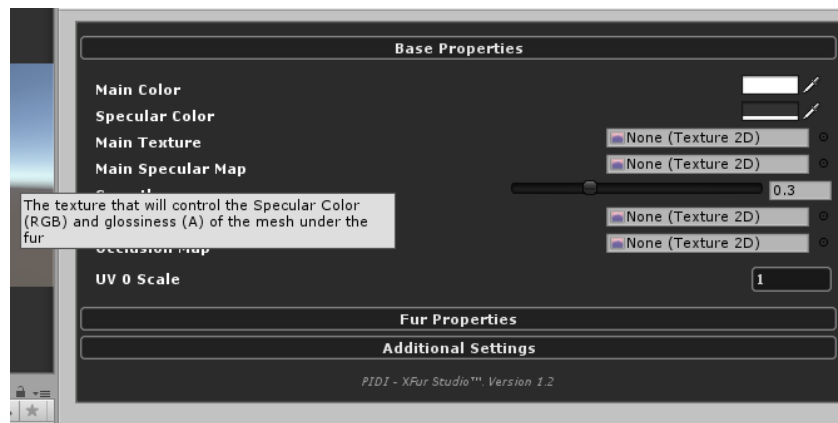 Base Properties
Main Color
Specular Color
Main Texture
None (Texture 2D)
Main Specular Map
None (Texture 2D)
0.3
The texture that will control the Specular Color
(RGB) and glossiness (A) of the mesh under the
fur
None (Texture 2D)
Occlusion Map
None (Texture 2D)
UV 0 Scale
1
Fur Properties
Additional Settings
PIDI - XFur Studio™. Version 1.2